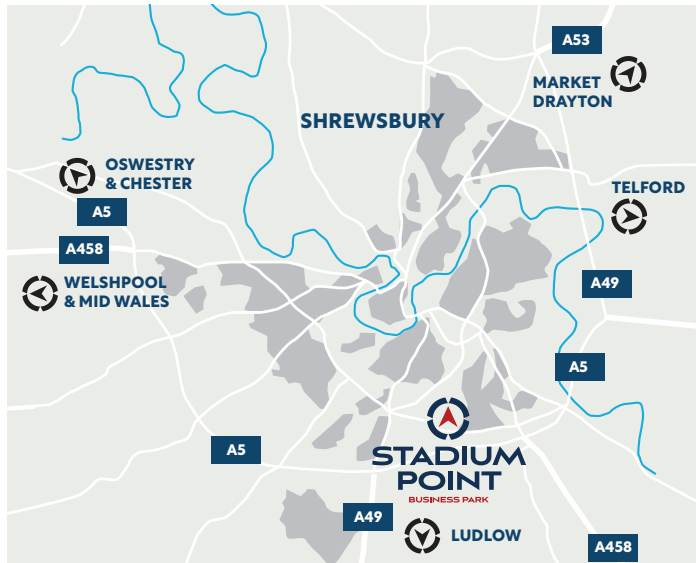 A53
MARKET
DRAYTON
SHREWSBURY
OSWESTRY
& CHESTER
TELFORD
A5
A458
WELSHPOOL
& MID WALES
A49
A5
A5
STADIUM
POINT
BUSINESS PARK
A49
LUDLOW
A458